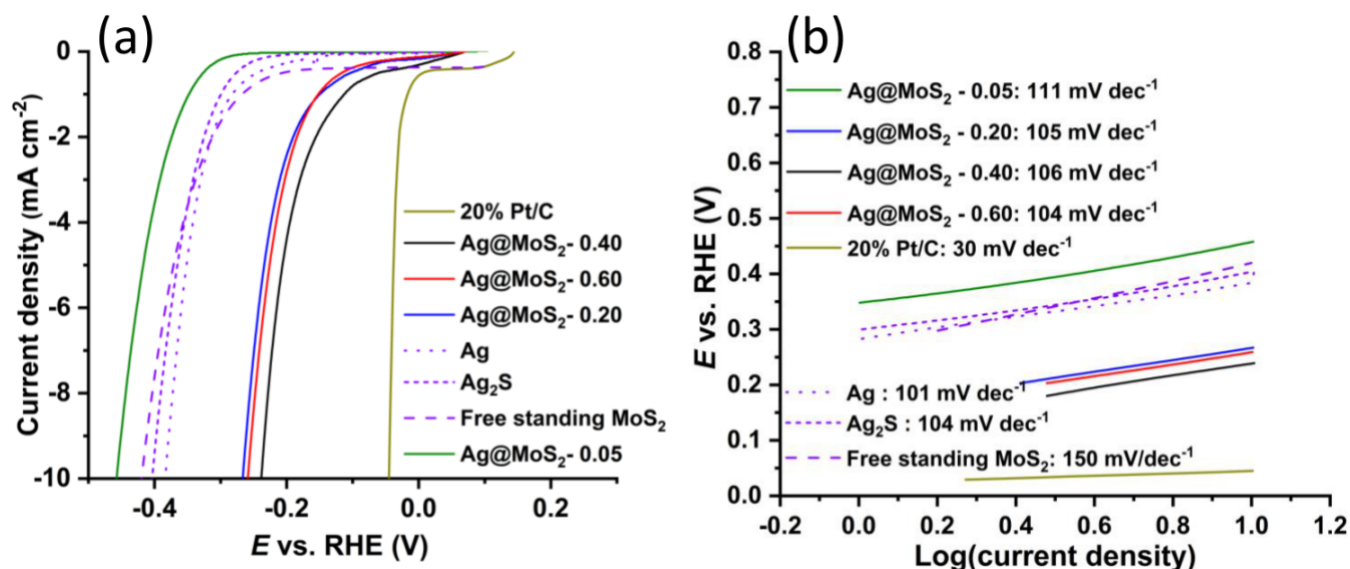 (a)
0
-2
-4
-6
-8
-10
Current density (mA cm⁻²)
-0.4
-0.2
0.0
0.2
E vs. RHE (V)
20% Pt/C
Ag@MoS₂- 0.40
Ag@MoS₂- 0.60
Ag@MoS₂- 0.20
Ag
Ag₂S
Free standing MoS₂
Ag@MoS₂- 0.05
(b)
0.8
0.7
0.6
0.5
0.4
0.3
0.2
0.1
0.0
E vs. RHE (V)
-0.2
0.0
0.2
0.4
0.6
0.8
1.0
1.2
Log(current density)
Ag@MoS₂ - 0.05: 111 mV dec⁻¹
Ag@MoS₂ - 0.20: 105 mV dec⁻¹
Ag@MoS₂ - 0.40: 106 mV dec⁻¹
Ag@MoS₂ - 0.60: 104 mV dec⁻¹
20% Pt/C: 30 mV dec⁻¹
Ag : 101 mV dec⁻¹
Ag₂S : 104 mV dec⁻¹
Free standing MoS₂: 150 mV/dec⁻¹